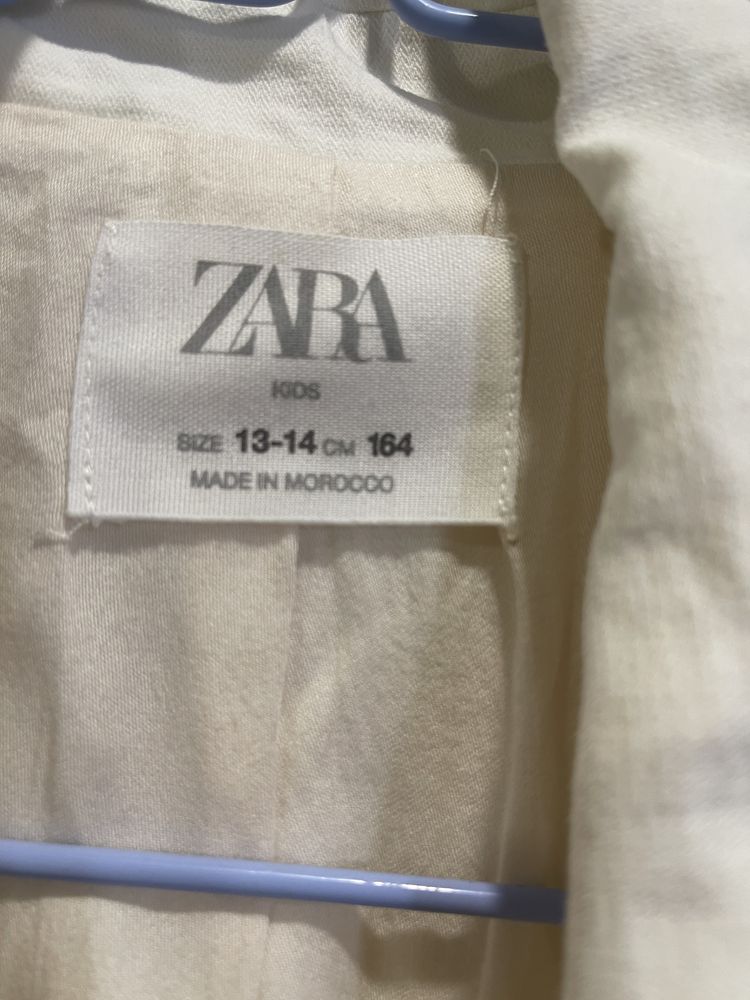 ZARA
KIDS
SIZE 13-14 CM 164
MADE IN MOROCCO